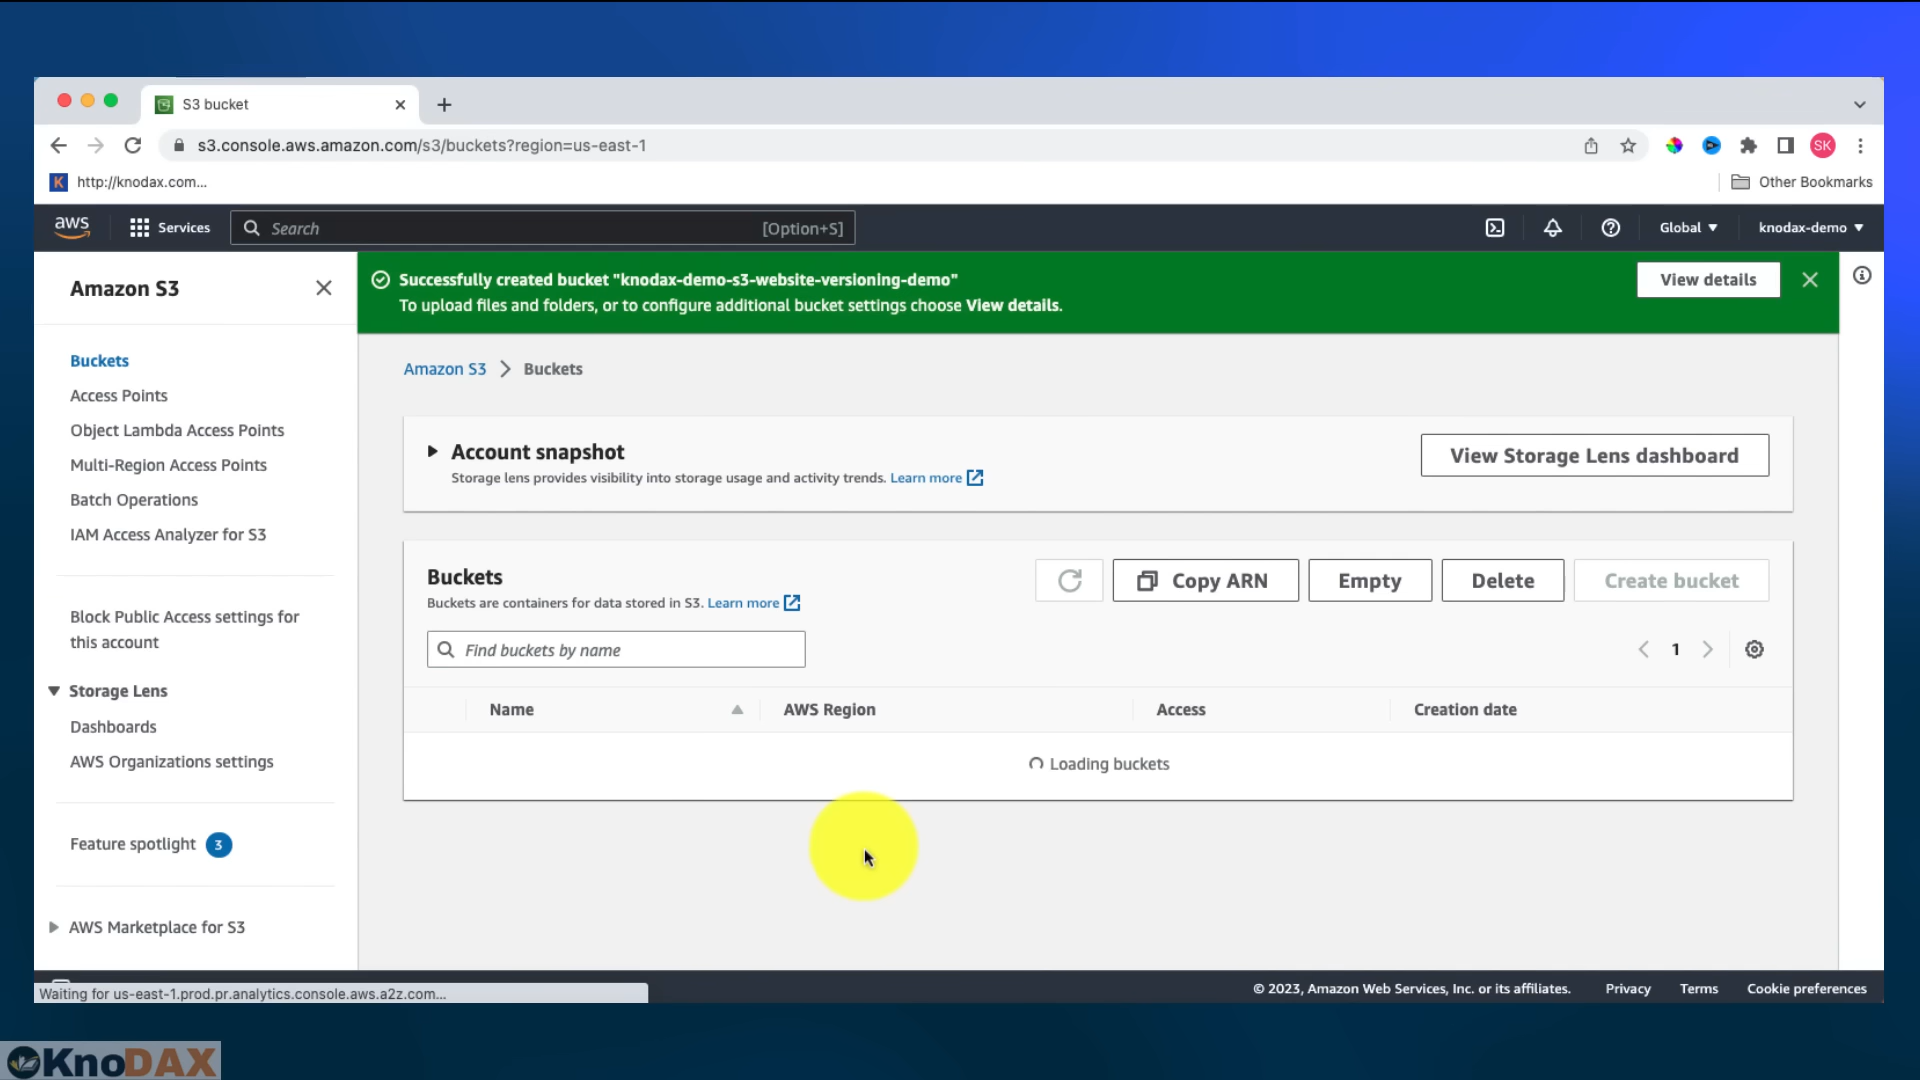 S3 bucket
s3.console.aws.amazon.com/s3/buckets?region=us-east-1
SK
K http://knodax.com...
Other Bookmarks
aws
Services
Search [Option+S]
Global
knodax-demo
Amazon S3
Buckets
Access Points
Object Lambda Access Points
Multi-Region Access Points
Batch Operations
IAM Access Analyzer for S3
Block Public Access settings for
this account
Storage Lens
Dashboards
AWS Organizations settings
Feature spotlight 3
AWS Marketplace for S3
Successfully created bucket "knodax-demo-s3-website-versioning-demo"
To upload files and folders, or to configure additional bucket settings choose View details.
View details
Amazon S3 > Buckets
Account snapshot
Storage lens provides visibility into storage usage and activity trends. Learn more
View Storage Lens dashboard
Buckets
Buckets are containers for data stored in S3. Learn more
Copy ARN
Empty
Delete
Create bucket
Find buckets by name
1
Name AWS Region Access Creation date
Loading buckets
Waiting for us-east-1.prod.pr.analytics.console.aws.a2z.com...
© 2023, Amazon Web Services, Inc. or its affiliates. Privacy Terms Cookie preferences
KnoDAX